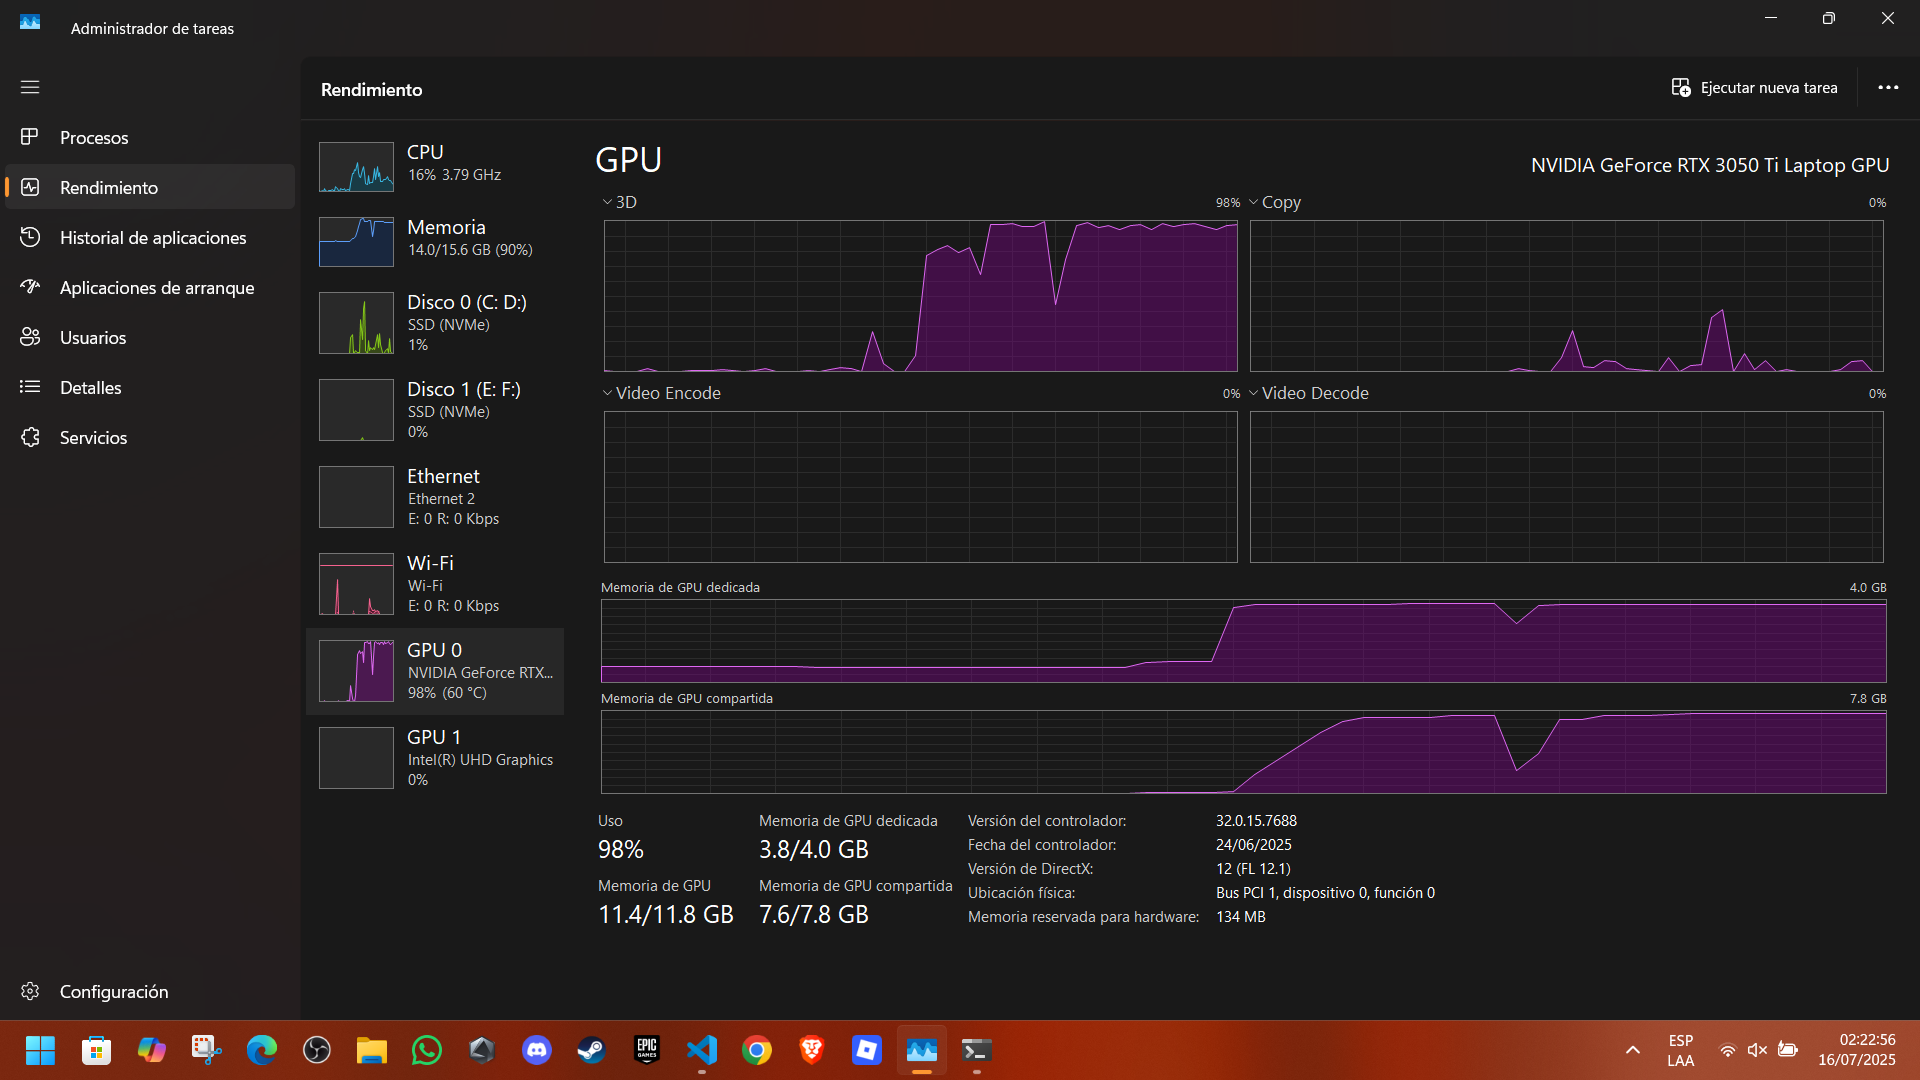 Administrador de tareas
Rendimiento
Ejecutar nueva tarea
Procesos
Rendimiento
Historial de aplicaciones
Aplicaciones de arranque
Usuarios
Detalles
Servicios
Configuración
CPU
16% 3.79 GHz
Memoria
14.0/15.6 GB (90%)
Disco 0 (C: D:)
SSD (NVMe)
1%
Disco 1 (E: F:)
SSD (NVMe)
0%
Ethernet
Ethernet 2
E: 0 R: 0 Kbps
Wi-Fi
Wi-Fi
E: 0 R: 0 Kbps
GPU 0
NVIDIA GeForce RTX...
98% (60 °C)
GPU 1
Intel(R) UHD Graphics
0%
GPU
NVIDIA GeForce RTX 3050 Ti Laptop GPU
3D 98%
Copy 0%
Video Encode 0%
Video Decode 0%
Memoria de GPU dedicada 4.0 GB
Memoria de GPU compartida 7.8 GB
Uso
98%
Memoria de GPU dedicada
3.8/4.0 GB
Memoria de GPU
11.4/11.8 GB
Memoria de GPU compartida
7.6/7.8 GB
Versión del controlador: 32.0.15.7688
Fecha del controlador: 24/06/2025
Versión de DirectX: 12 (FL 12.1)
Ubicación física: Bus PCI 1, dispositivo 0, función 0
Memoria reservada para hardware: 134 MB
EPIC
GAMES
ESP
LAA
02:22:56
16/07/2025